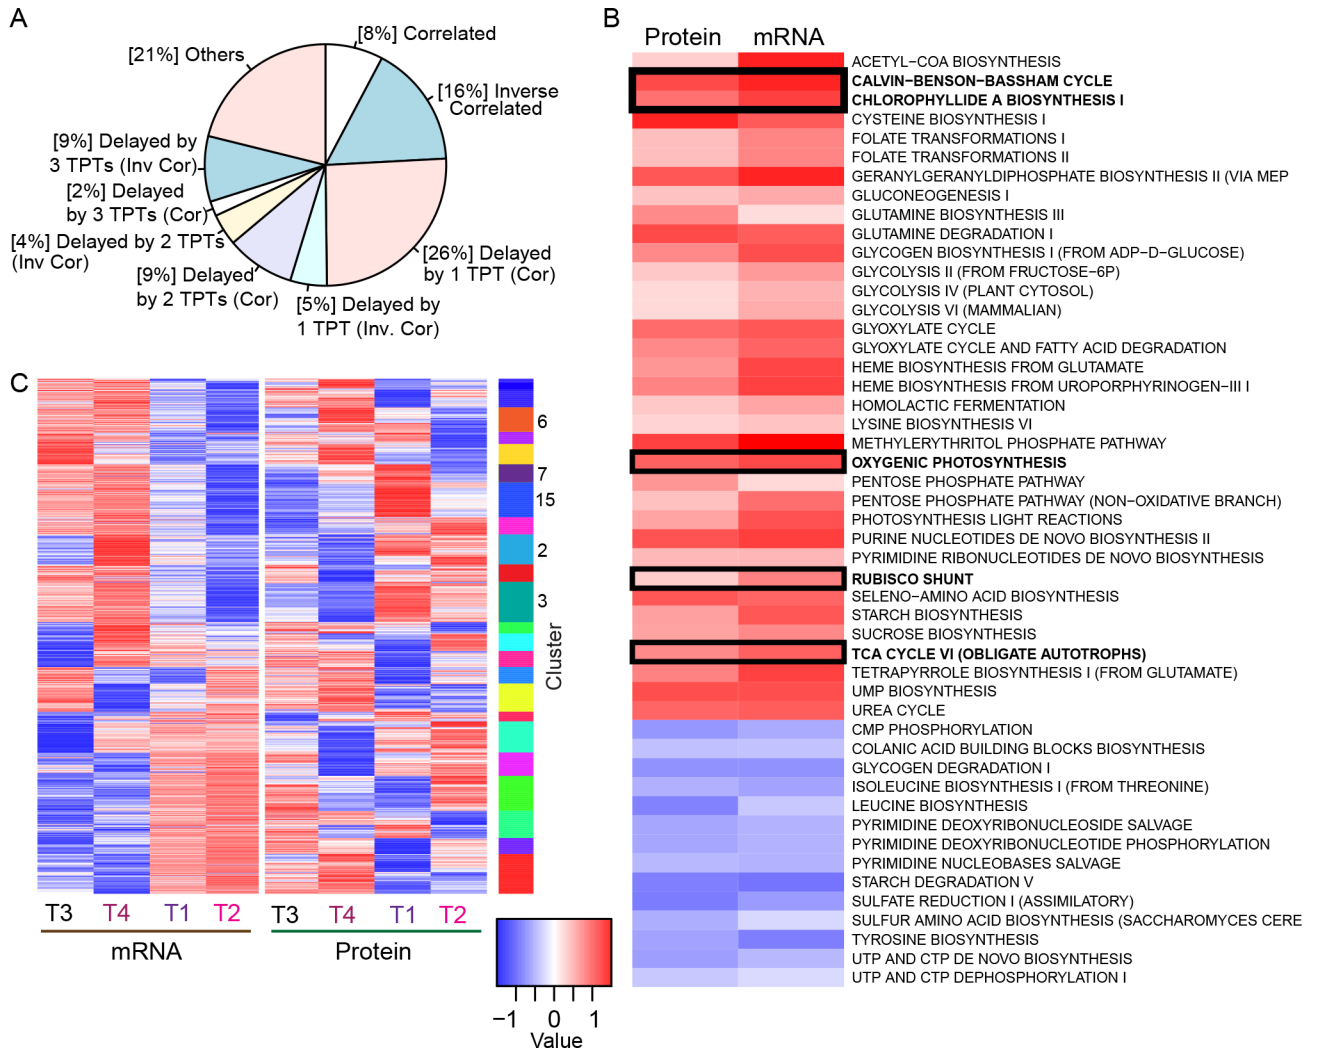 A
[8%] Correlated
[21%] Others
[16%] Inverse
Correlated
[9%] Delayed by
3 TPTs (Inv Cor)
[2%] Delayed
by 3 TPTs (Cor)
[4%] Delayed by 2 TPTs
(Inv Cor)
[9%] Delayed
by 2 TPTs (Cor)
[5%] Delayed by
1 TPT (Inv. Cor)
[26%] Delayed
by 1 TPT (Cor)
B
Protein mRNA
ACETYL−COA BIOSYNTHESIS
CALVIN−BENSON−BASSHAM CYCLE
CHLOROPHYLLIDE A BIOSYNTHESIS I
CYSTEINE BIOSYNTHESIS I
FOLATE TRANSFORMATIONS I
FOLATE TRANSFORMATIONS II
GERANYLGERANYLDIPHOSPHATE BIOSYNTHESIS II (VIA MEP
GLUCONEOGENESIS I
GLUTAMINE BIOSYNTHESIS III
GLUTAMINE DEGRADATION I
GLYCOGEN BIOSYNTHESIS I (FROM ADP−D−GLUCOSE)
GLYCOLYSIS II (FROM FRUCTOSE−6P)
GLYCOLYSIS IV (PLANT CYTOSOL)
GLYCOLYSIS VI (MAMMALIAN)
GLYOXYLATE CYCLE
GLYOXYLATE CYCLE AND FATTY ACID DEGRADATION
HEME BIOSYNTHESIS FROM GLUTAMATE
HEME BIOSYNTHESIS FROM UROPORPHYRINOGEN−III I
HOMOLACTIC FERMENTATION
LYSINE BIOSYNTHESIS VI
METHYLERYTHRITOL PHOSPHATE PATHWAY
OXYGENIC PHOTOSYNTHESIS
PENTOSE PHOSPHATE PATHWAY
PENTOSE PHOSPHATE PATHWAY (NON−OXIDATIVE BRANCH)
PHOTOSYNTHESIS LIGHT REACTIONS
PURINE NUCLEOTIDES DE NOVO BIOSYNTHESIS II
PYRIMIDINE RIBONUCLEOTIDES DE NOVO BIOSYNTHESIS
RUBISCO SHUNT
SELENO−AMINO ACID BIOSYNTHESIS
STARCH BIOSYNTHESIS
SUCROSE BIOSYNTHESIS
TCA CYCLE VI (OBLIGATE AUTOTROPHS)
TETRAPYRROLE BIOSYNTHESIS I (FROM GLUTAMATE)
UMP BIOSYNTHESIS
UREA CYCLE
CMP PHOSPHORYLATION
COLANIC ACID BUILDING BLOCKS BIOSYNTHESIS
GLYCOGEN DEGRADATION I
ISOLEUCINE BIOSYNTHESIS I (FROM THREONINE)
LEUCINE BIOSYNTHESIS
PYRIMIDINE DEOXYRIBONUCLEOSIDE SALVAGE
PYRIMIDINE DEOXYRIBONUCLEOTIDE PHOSPHORYLATION
PYRIMIDINE NUCLEOBASES SALVAGE
STARCH DEGRADATION V
SULFATE REDUCTION I (ASSIMILATORY)
SULFUR AMINO ACID BIOSYNTHESIS (SACCHAROMYCES CERE
TYROSINE BIOSYNTHESIS
UTP AND CTP DE NOVO BIOSYNTHESIS
UTP AND CTP DEPHOSPHORYLATION I
C
6
7
15
2
3
Cluster
T3 T4 T1 T2 T3 T4 T1 T2
mRNA Protein
−1 0 1
Value